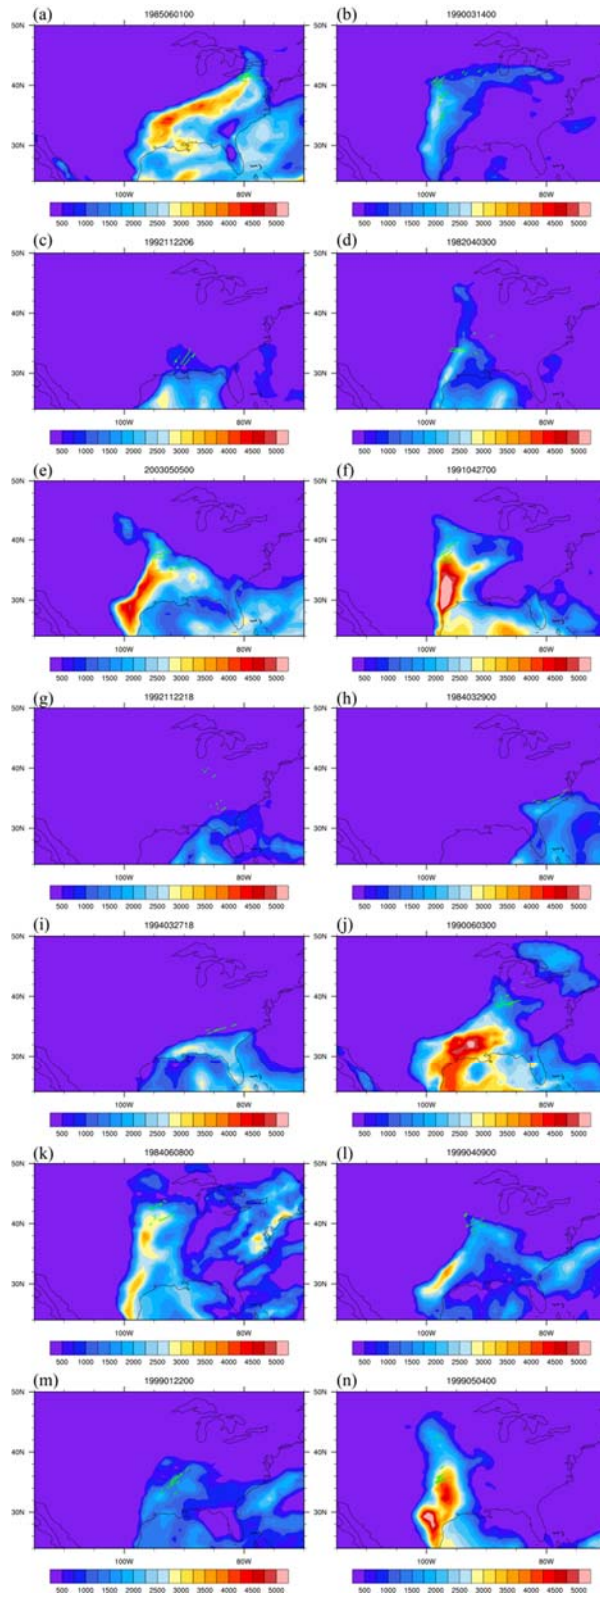 (a) 1985060100 (b) 1990031400
50N 50N
40N 40N
30N 30N
100W 80W 100W 80W
500 1000 1500 2000 2500 3000 3500 4000 4500 5000 500 1000 1500 2000 2500 3000 3500 4000 4500 5000
(c) 1992112206 (d) 1982040300
50N 50N
40N 40N
30N 30N
100W 80W 100W 80W
500 1000 1500 2000 2500 3000 3500 4000 4500 5000 500 1000 1500 2000 2500 3000 3500 4000 4500 5000
(e) 2003050500 (f) 1991042700
50N 50N
40N 40N
30N 30N
100W 80W 100W 80W
500 1000 1500 2000 2500 3000 3500 4000 4500 5000 500 1000 1500 2000 2500 3000 3500 4000 4500 5000
(g) 1992112218 (h) 1984032900
50N 50N
40N 40N
30N 30N
100W 80W 100W 80W
500 1000 1500 2000 2500 3000 3500 4000 4500 5000 500 1000 1500 2000 2500 3000 3500 4000 4500 5000
(i) 1994032718 (j) 1990060300
50N 50N
40N 40N
30N 30N
100W 80W 100W 80W
500 1000 1500 2000 2500 3000 3500 4000 4500 5000 500 1000 1500 2000 2500 3000 3500 4000 4500 5000
(k) 1984060800 (l) 1999040900
50N 50N
40N 40N
30N 30N
100W 80W 100W 80W
500 1000 1500 2000 2500 3000 3500 4000 4500 5000 500 1000 1500 2000 2500 3000 3500 4000 4500 5000
(m) 1999012200 (n) 1999050400
50N 50N
40N 40N
30N 30N
100W 80W 100W 80W
500 1000 1500 2000 2500 3000 3500 4000 4500 5000 500 1000 1500 2000 2500 3000 3500 4000 4500 5000